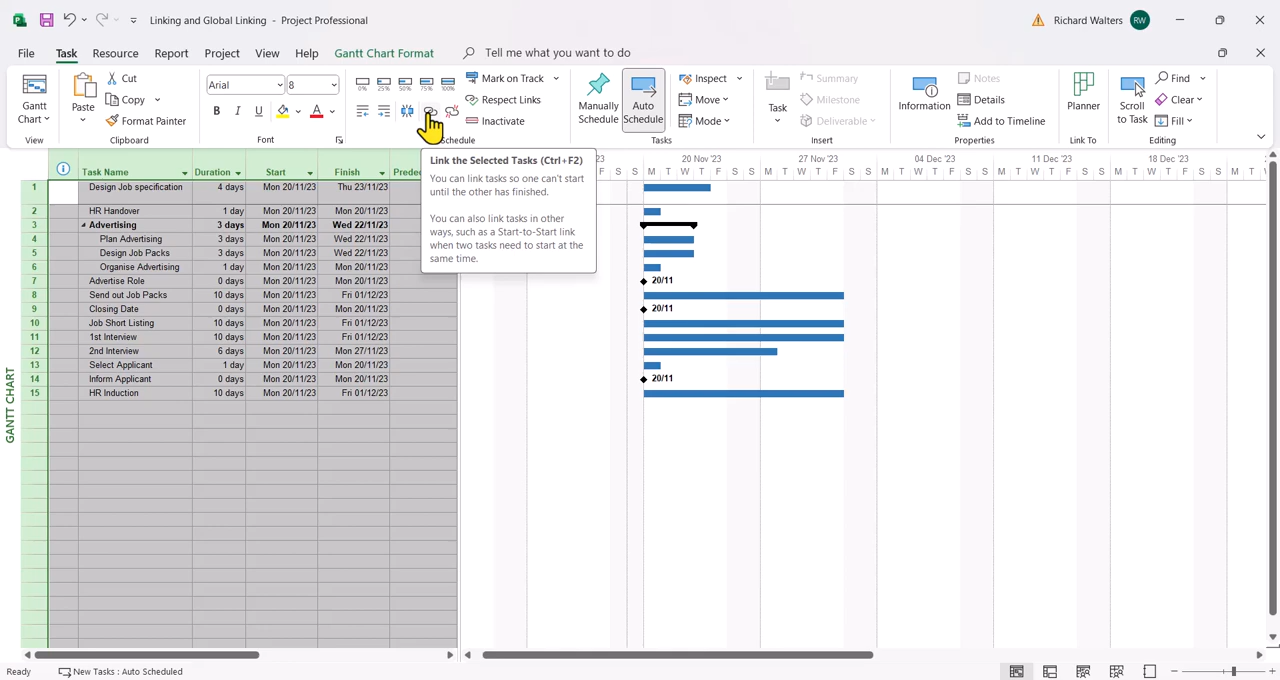 Linking and Global Linking - Project Professional
Richard Walters RW
File Task Resource Report Project View Help Gantt Chart Format Tell me what you want to do
Gantt Chart
View
Paste
Cut
Copy
Format Painter
Clipboard
Arial 8
B I U A
Font
0% 25% 50% 75% 100%
Mark on Track
Respect Links
Inactivate
Schedule
Manually Schedule
Auto Schedule
Inspect
Move
Mode
Tasks
Task
Summary
Milestone
Deliverable
Insert
Information
Notes
Details
Add to Timeline
Properties
Planner
Link To
Scroll to Task
Find
Clear
Fill
Editing
Link the Selected Tasks (Ctrl+F2)
You can link tasks so one can't start
until the other has finished.
You can also link tasks in other
ways, such as a Start-to-Start link
when two tasks need to start at the
same time.
Task Name Duration Start Finish Predec
23 20 Nov '23 27 Nov '23 04 Dec '23 11 Dec '23 18 Dec '23
S S M T W T F S S M T W T F S S M T W T F S S M T W T F S S M T W T F S S M T
1 Design Job specification 4 days Mon 20/11/23 Thu 23/11/23
2 HR Handover 1 day Mon 20/11/23 Mon 20/11/23
3 Advertising 3 days Mon 20/11/23 Wed 22/11/23
4 Plan Advertising 3 days Mon 20/11/23 Wed 22/11/23
5 Design Job Packs 3 days Mon 20/11/23 Wed 22/11/23
6 Organise Advertising 1 day Mon 20/11/23 Mon 20/11/23
7 Advertise Role 0 days Mon 20/11/23 Mon 20/11/23 20/11
8 Send out Job Packs 10 days Mon 20/11/23 Fri 01/12/23
9 Closing Date 0 days Mon 20/11/23 Mon 20/11/23 20/11
10 Job Short Listing 10 days Mon 20/11/23 Fri 01/12/23
11 1st Interview 10 days Mon 20/11/23 Fri 01/12/23
12 2nd Interview 6 days Mon 20/11/23 Mon 27/11/23
13 Select Applicant 1 day Mon 20/11/23 Mon 20/11/23
14 Inform Applicant 0 days Mon 20/11/23 Mon 20/11/23 20/11
15 HR Induction 10 days Mon 20/11/23 Fri 01/12/23
GANTT CHART
Ready New Tasks : Auto Scheduled